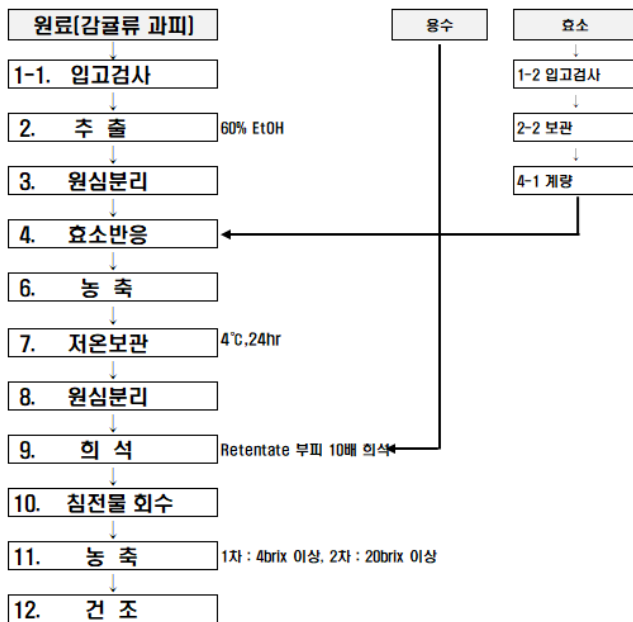 원료(감귤류 과피)
용수
효소
1-1. 입고검사
1-2 입고검사
2. 추 출
60% EtOH
2-2 보관
3. 원심분리
4-1 계량
4. 효소반응
6. 농 축
7. 저온보관
4℃,24hr
8. 원심분리
9. 희 석
Retentate 부피 10배 희석
10. 침전물 회수
11. 농 축
1차 : 4brix 이상, 2차 : 20brix 이상
12. 건 조